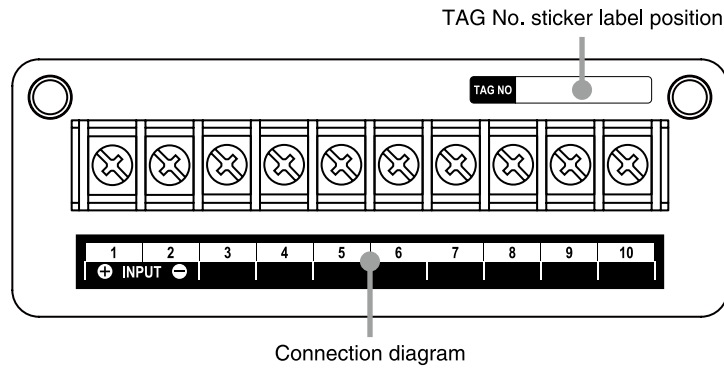 TAG No. sticker label position
TAG NO
1 2 3 4 5 6 7 8 9 10
+ INPUT −
Connection diagram